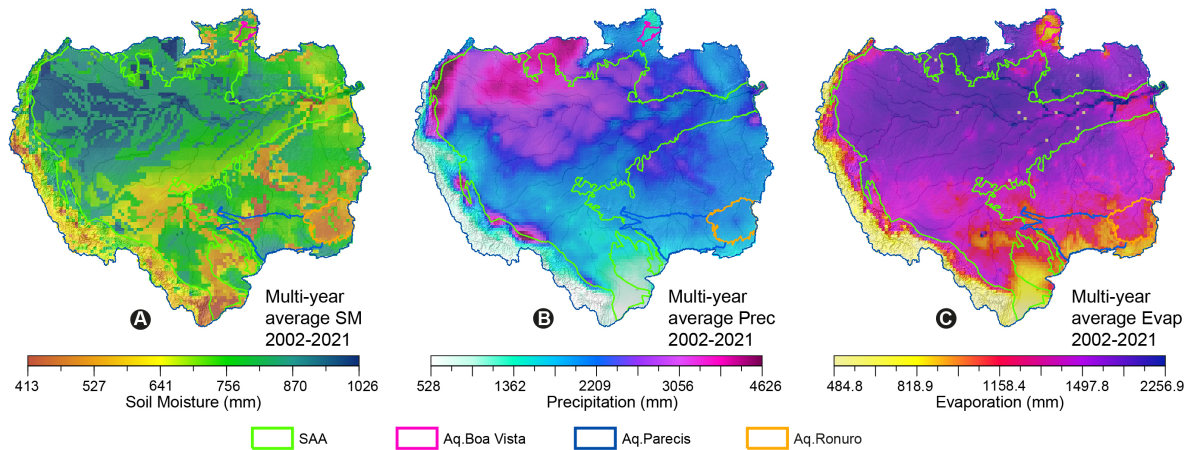 A
Multi-year
average SM
2002-2021
B
Multi-year
average Prec
2002-2021
C
Multi-year
average Evap
2002-2021
413 527 641 756 870 1026
Soil Moisture (mm)
528 1362 2209 3056 4626
Precipitation (mm)
484.8 818.9 1158.4 1497.8 2256.9
Evaporation (mm)
SAA Aq.Boa Vista Aq.Parecis Aq.Ronuro